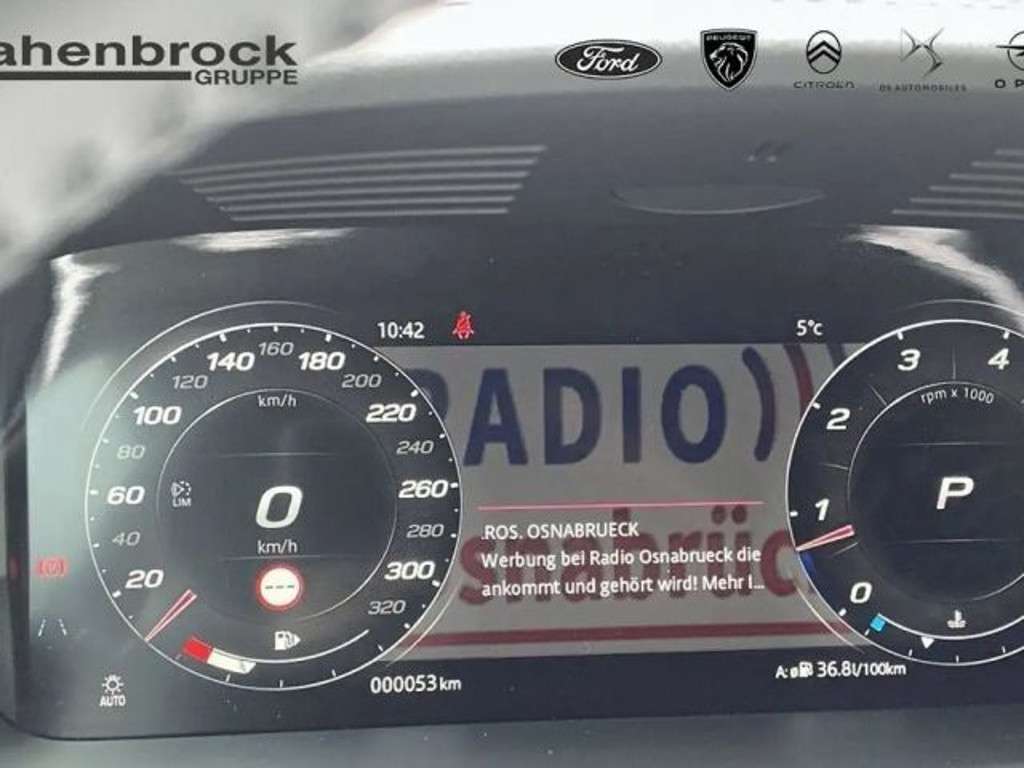 ahenbrock
GRUPPE
Ford
PEUGEOT
CITROËN
DS AUTOMOBILES
10:42
5°c
RADIO
20
40
60
80
100
120
140
160
180
200
220
240
260
280
300
320
km/h
LIM
0
km/h
---
.ROS. OSNABRUECK
Werbung bei Radio Osnabrueck die
ankommt und gehört wird! Mehr I...
snabrüc
0
1
2
3
4
rpm x 1000
P
AUTO
000053 km
A:ø 36.8l/100km